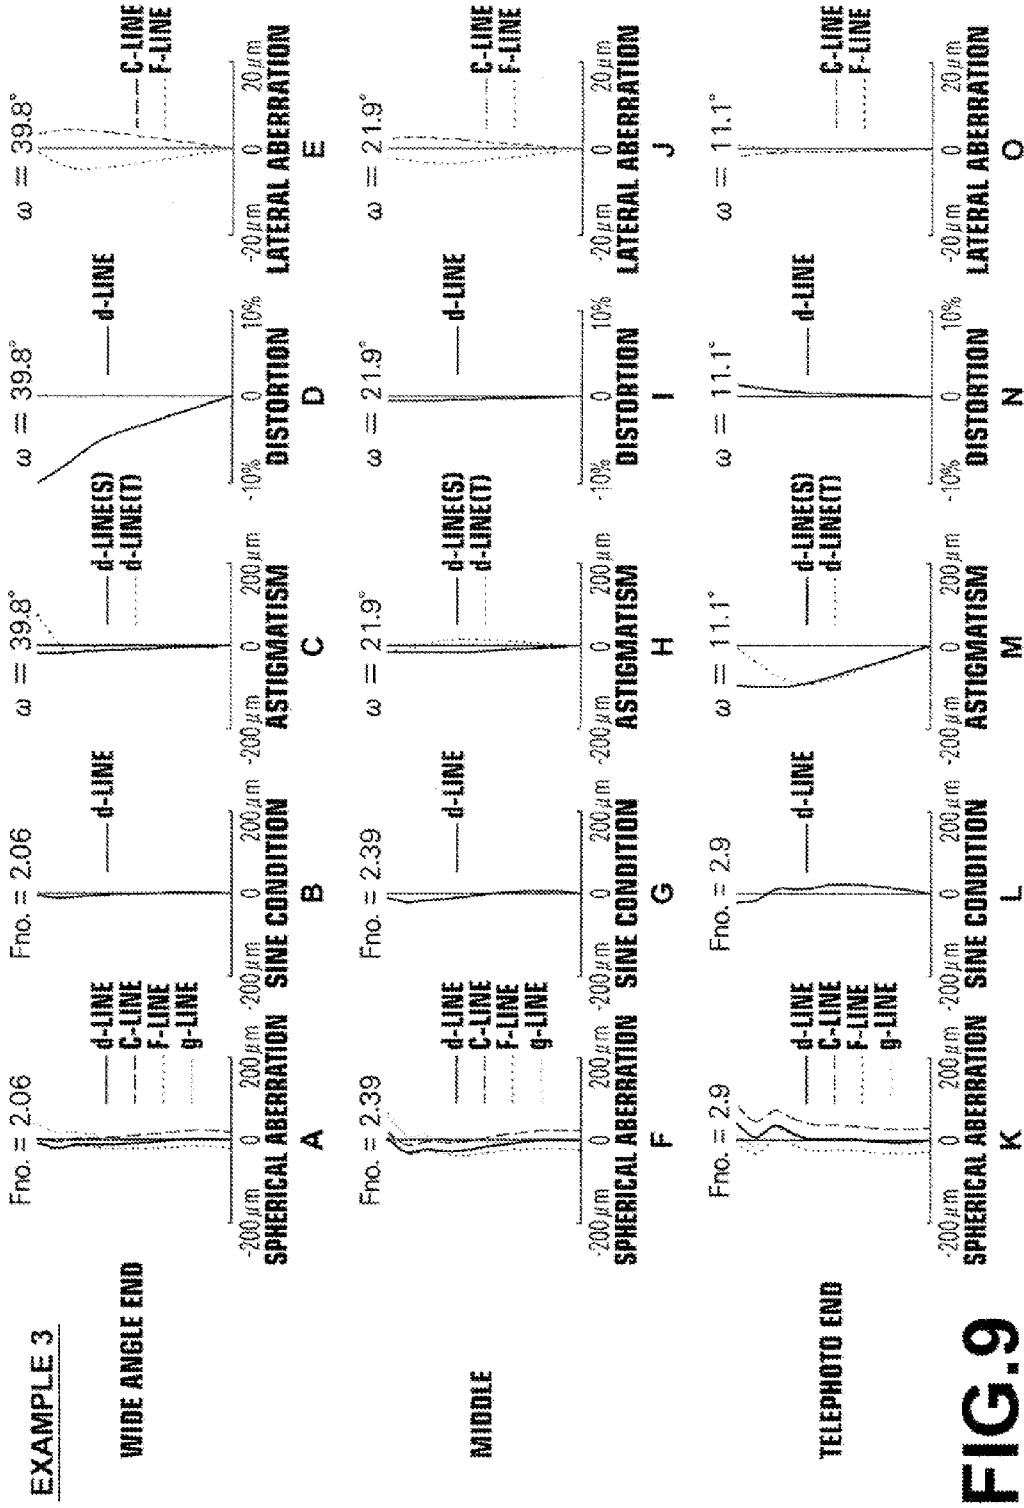 EXAMPLE 3
WIDE ANGLE END
Fno. = 2.06
d-LINE
C-LINE
F-LINE
g-LINE
-200μm 0 200μm
SPHERICAL ABERRATION
A
Fno. = 2.06
d-LINE
-200μm 0 200μm
SINE CONDITION
B
ω = 39.8°
d-LINE(S)
d-LINE(T)
-200μm 0 200μm
ASTIGMATISM
C
ω = 39.8°
d-LINE
-10% 0 10%
DISTORTION
D
ω = 39.8°
C-LINE
F-LINE
-20μm 0 20μm
LATERAL ABERRATION
E
MIDDLE
Fno. = 2.39
d-LINE
C-LINE
F-LINE
g-LINE
-200μm 0 200μm
SPHERICAL ABERRATION
F
Fno. = 2.39
d-LINE
-200μm 0 200μm
SINE CONDITION
G
ω = 21.9°
d-LINE(S)
d-LINE(T)
-200μm 0 200μm
ASTIGMATISM
H
ω = 21.9°
d-LINE
-10% 0 10%
DISTORTION
I
ω = 21.9°
C-LINE
F-LINE
-20μm 0 20μm
LATERAL ABERRATION
J
TELEPHOTO END
Fno. = 2.9
d-LINE
C-LINE
F-LINE
g-LINE
-200μm 0 200μm
SPHERICAL ABERRATION
K
Fno. = 2.9
d-LINE
-200μm 0 200μm
SINE CONDITION
L
ω = 11.1°
d-LINE(S)
d-LINE(T)
-200μm 0 200μm
ASTIGMATISM
M
ω = 11.1°
d-LINE
-10% 0 10%
DISTORTION
N
ω = 11.1°
C-LINE
F-LINE
-20μm 0 20μm
LATERAL ABERRATION
O
FIG.9